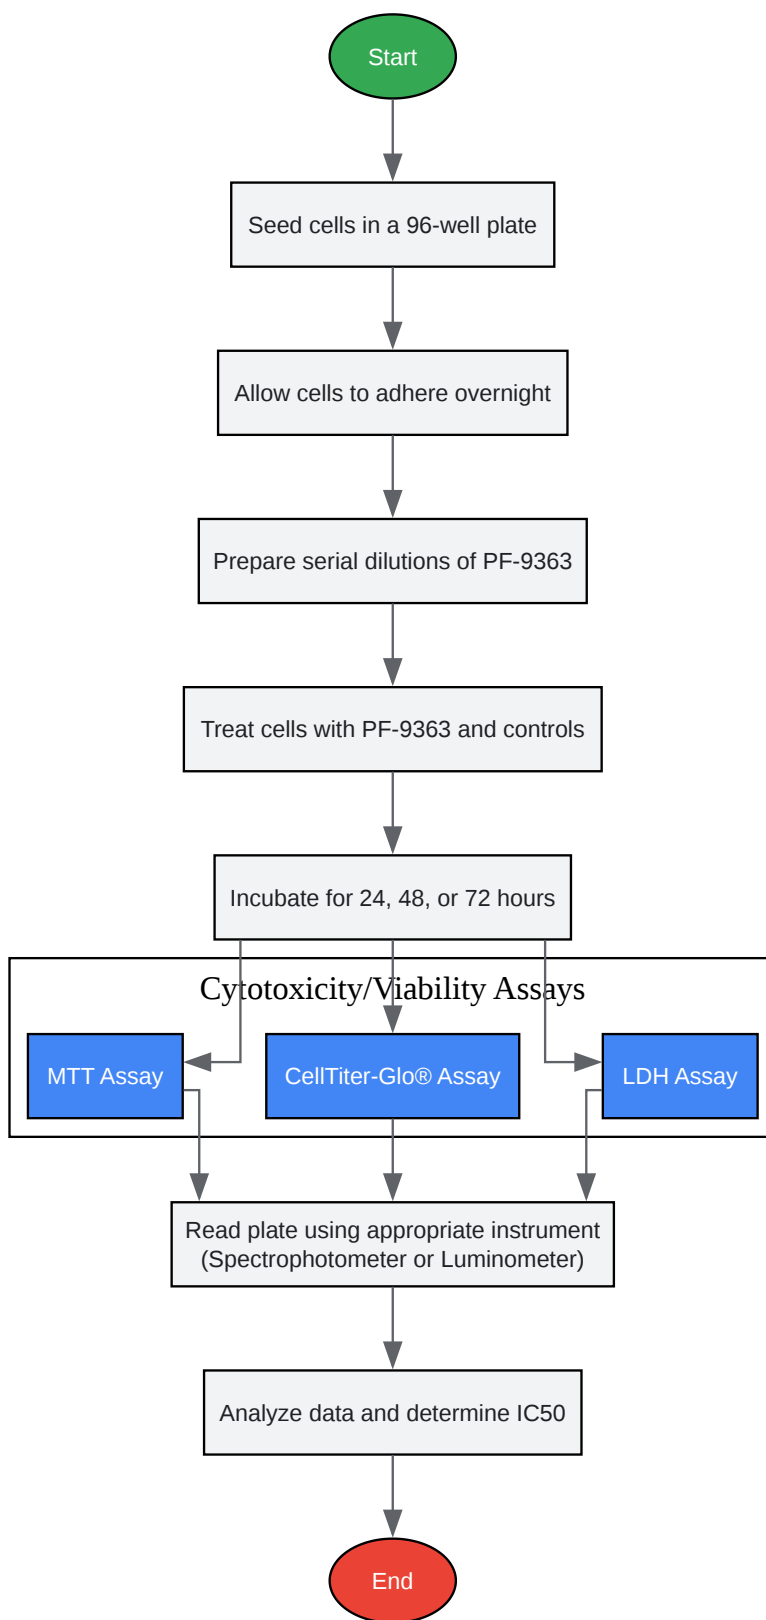 Start
Seed cells in a 96-well plate
Allow cells to adhere overnight
Prepare serial dilutions of PF-9363
Treat cells with PF-9363 and controls
Incubate for 24, 48, or 72 hours
Cytotoxicity/Viability Assays
MTT Assay
CellTiter-Glo® Assay
LDH Assay
Read plate using appropriate instrument
(Spectrophotometer or Luminometer)
Analyze data and determine IC50
End